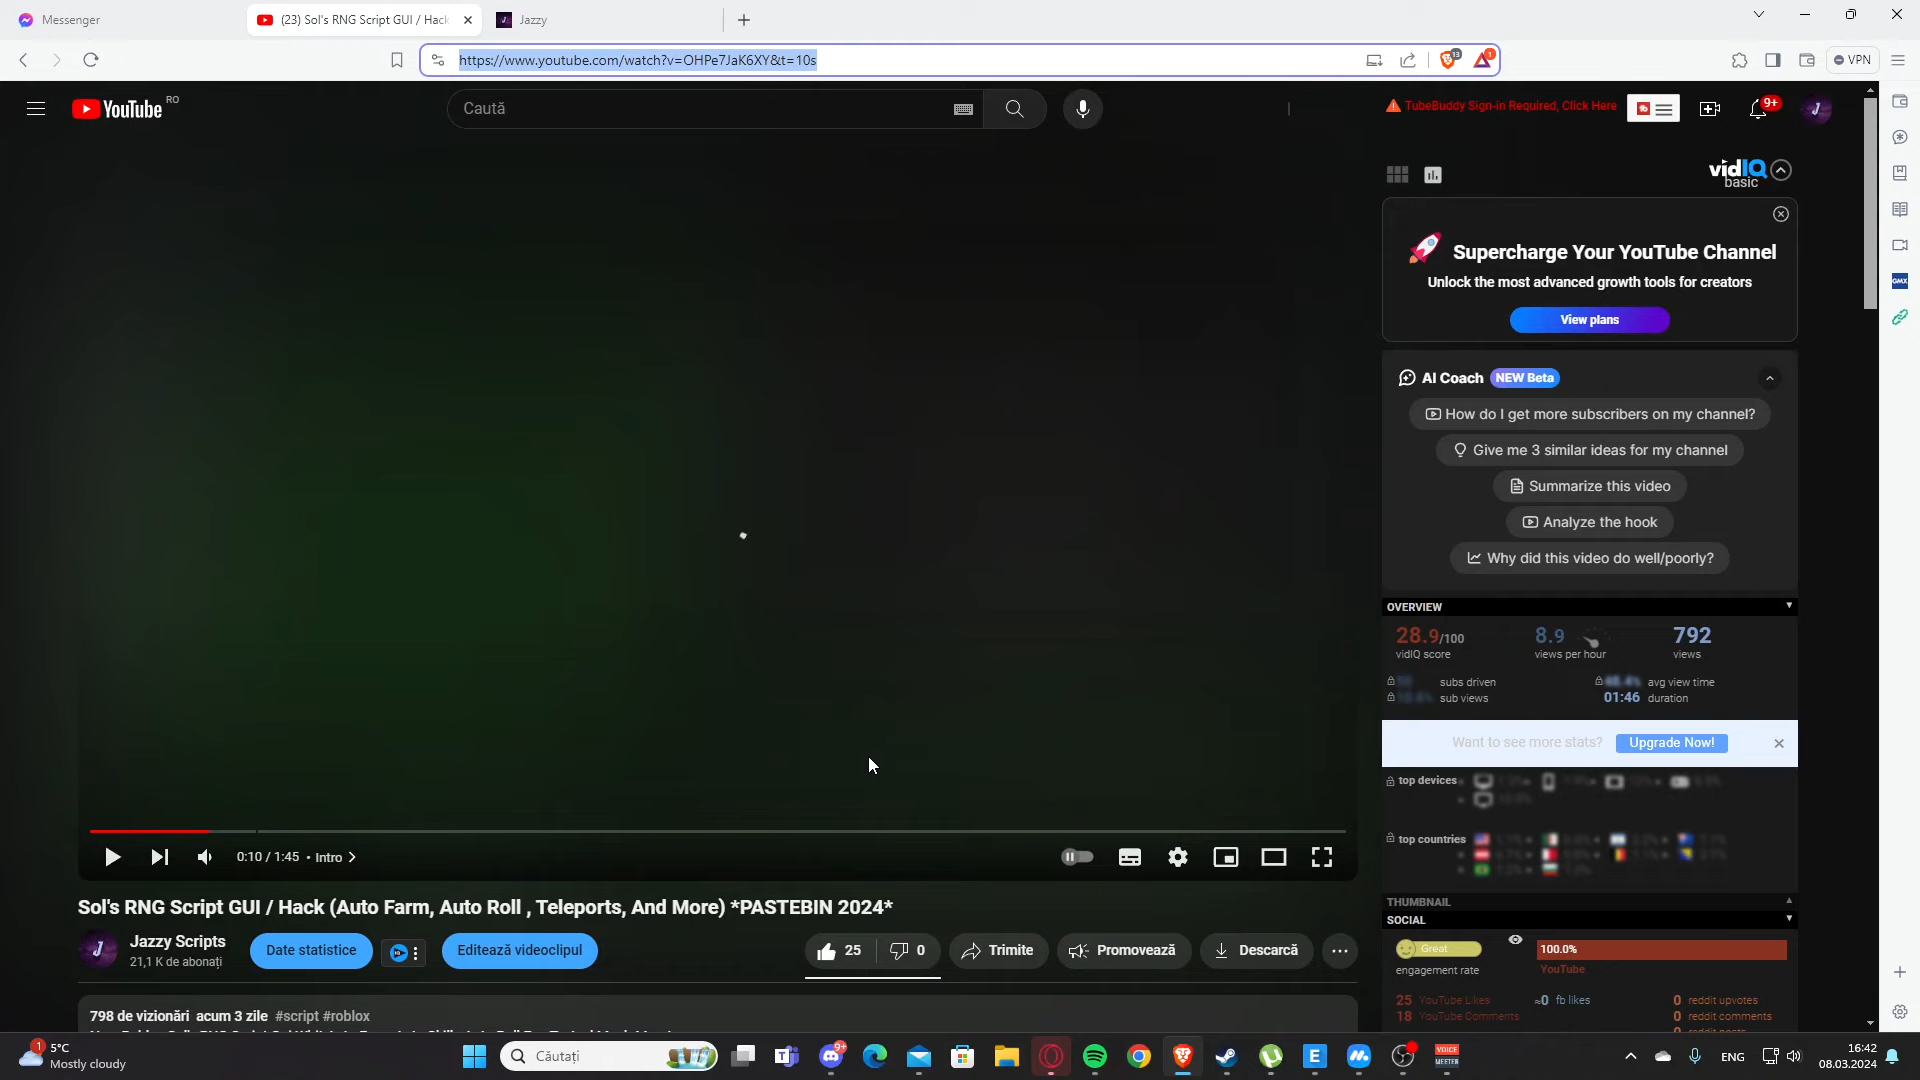 Messenger
(23) Sol's RNG Script GUI / Hack
Jazzy
https://www.youtube.com/watch?v=OHPe7JaK6XY&t=10s
13
1
VPN
YouTube RO
Caută
TubeBuddy Sign-in Required, Click Here
9+
vidIQ
basic
Supercharge Your YouTube Channel
Unlock the most advanced growth tools for creators
View plans
GMX
AI Coach NEW Beta
How do I get more subscribers on my channel?
Give me 3 similar ideas for my channel
Summarize this video
Analyze the hook
Why did this video do well/poorly?
OVERVIEW
28.9/100 8.9 792
vidIQ score views per hour views
subs driven avg view time
sub views 01:46 duration
Want to see more stats? Upgrade Now!
top devices
top countries
0:10 / 1:45 • Intro
THUMBNAIL
SOCIAL
Sol's RNG Script GUI / Hack (Auto Farm, Auto Roll , Teleports, And More) *PASTEBIN 2024*
Jazzy Scripts
21,1 K de abonați
Date statistice
Editează videoclipul
25
0
Trimite
Promovează
Descarcă
Great 100.0%
engagement rate YouTube
25 YouTube Likes ≈0 fb likes 0 reddit upvotes
18 YouTube Comments 0 reddit comments
798 de vizionări acum 3 zile #script #roblox
1
5°C
Mostly cloudy
Căutați
9+
E
VOICE
MEETER
ENG
16:42
08.03.2024